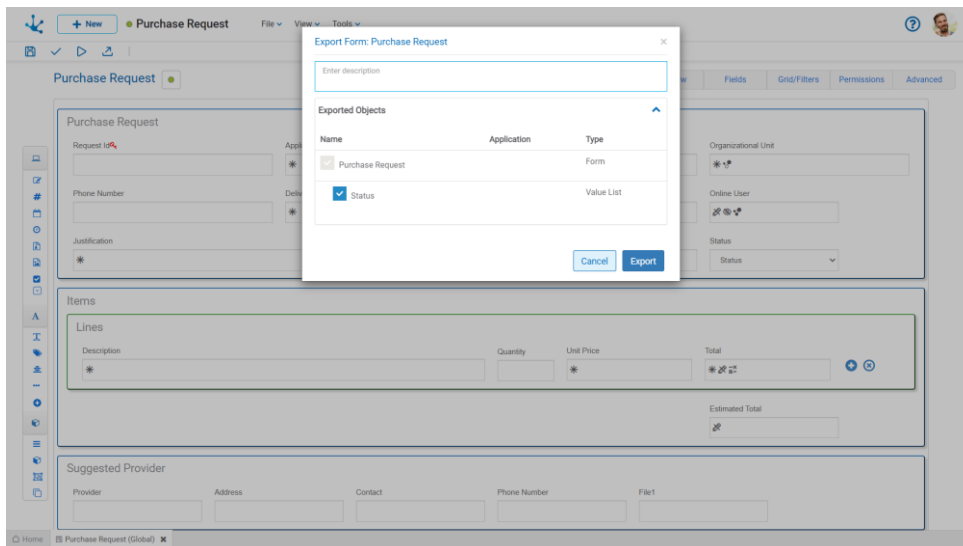 + New
Purchase Request
File
View
Tools
?
Export Form: Purchase Request
×
Enter description
Exported Objects
Name Application Type
Purchase Request Form
Status Value List
Cancel Export
Purchase Request
Fields Grid/Filters Permissions Advanced
Purchase Request
Request Id
Organizational Unit
Phone Number
Online User
Justification
Status
Status
Items
Lines
Description Quantity Unit Price Total
Estimated Total
Suggested Provider
Provider Address Contact Phone Number File1
Home Purchase Request (Global) ✖